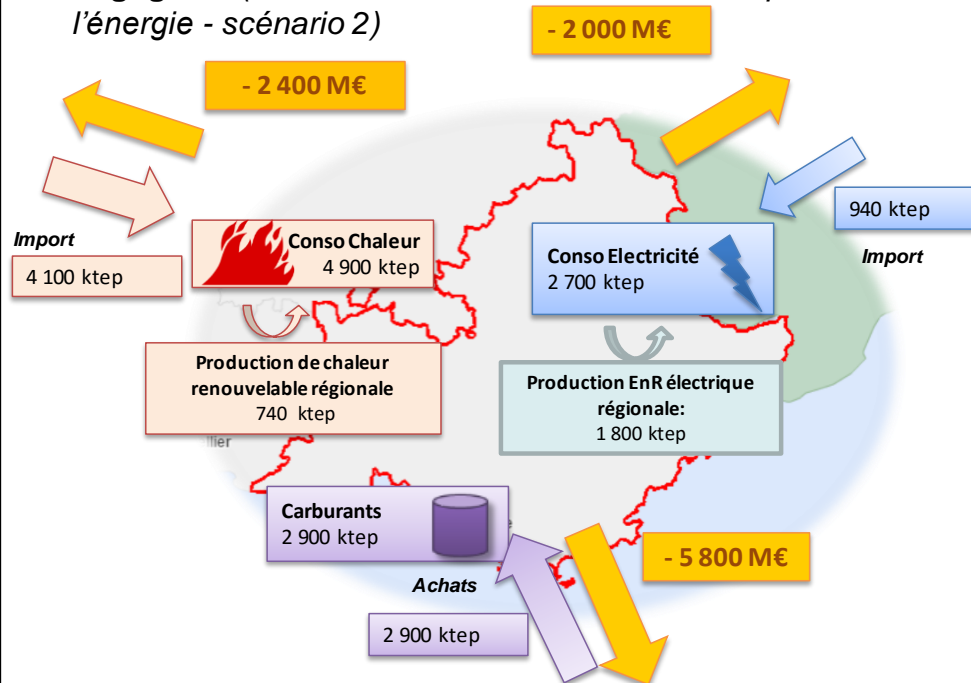 l’énergie - scénario 2)
- 2 000 M€
- 2 400 M€
Import
4 100 ktep
Conso Chaleur
4 900 ktep
Conso Electricité
2 700 ktep
940 ktep
Import
Production de chaleur
renouvelable régionale
740 ktep
Production EnR électrique
régionale:
1 800 ktep
llier
Carburants
2 900 ktep
- 5 800 M€
Achats
2 900 ktep